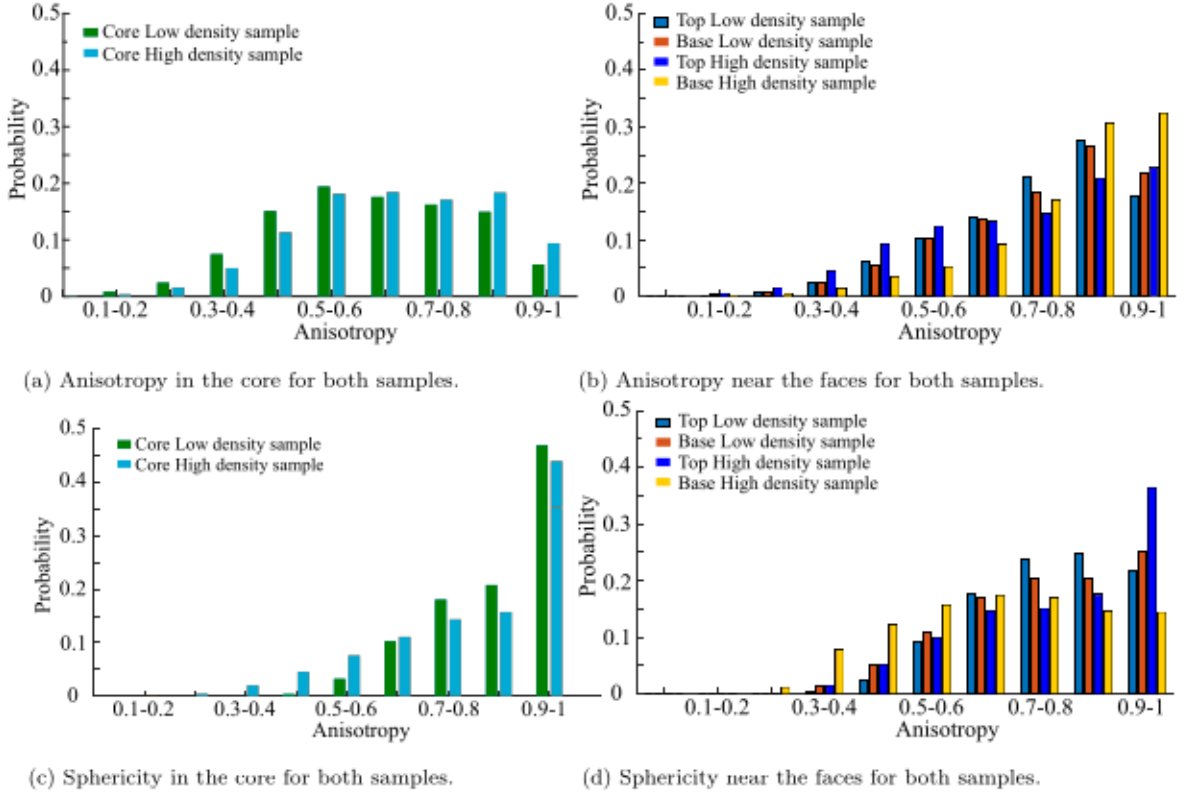 0.5
0.4
0.3
0.2
0.1
0
Probability
Core Low density sample
Core High density sample
0.1-0.2 0.3-0.4 0.5-0.6 0.7-0.8 0.9-1
Anisotropy
(a) Anisotropy in the core for both samples.
0.5
0.4
0.3
0.2
0.1
0
Probability
Top Low density sample
Base Low density sample
Top High density sample
Base High density sample
0.1-0.2 0.3-0.4 0.5-0.6 0.7-0.8 0.9-1
Anisotropy
(b) Anisotropy near the faces for both samples.
0.5
0.4
0.3
0.2
0.1
0
Probability
Core Low density sample
Core High density sample
0.1-0.2 0.3-0.4 0.5-0.6 0.7-0.8 0.9-1
Anisotropy
(c) Sphericity in the core for both samples.
0.5
0.4
0.3
0.2
0.1
0
Probability
Top Low density sample
Base Low density sample
Top High density sample
Base High density sample
0.1-0.2 0.3-0.4 0.5-0.6 0.7-0.8 0.9-1
Anisotropy
(d) Sphericity near the faces for both samples.